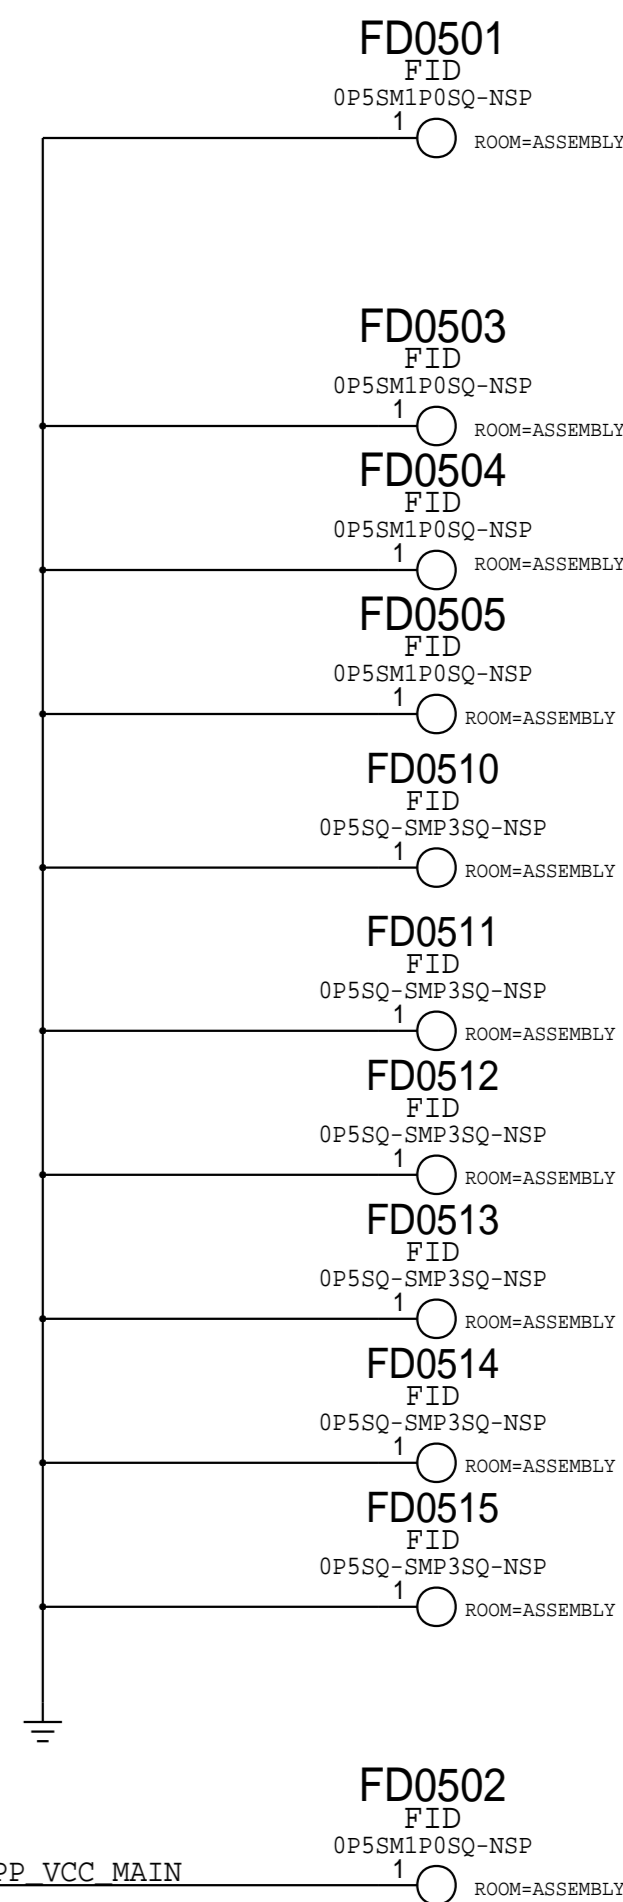 FD0501
FID
0P5SM1P0SQ-NSP
1
ROOM=ASSEMBLY
FD0503
FID
0P5SM1P0SQ-NSP
1
ROOM=ASSEMBLY
FD0504
FID
0P5SM1P0SQ-NSP
1
ROOM=ASSEMBLY
FD0505
FID
0P5SM1P0SQ-NSP
1
ROOM=ASSEMBLY
FD0510
FID
0P5SQ-SMP3SQ-NSP
1
ROOM=ASSEMBLY
FD0511
FID
0P5SQ-SMP3SQ-NSP
1
ROOM=ASSEMBLY
FD0512
FID
0P5SQ-SMP3SQ-NSP
1
ROOM=ASSEMBLY
FD0513
FID
0P5SQ-SMP3SQ-NSP
1
ROOM=ASSEMBLY
FD0514
FID
0P5SQ-SMP3SQ-NSP
1
ROOM=ASSEMBLY
FD0515
FID
0P5SQ-SMP3SQ-NSP
1
ROOM=ASSEMBLY
FD0502
FID
0P5SM1P0SQ-NSP
PP_VCC_MAIN
1
ROOM=ASSEMBLY